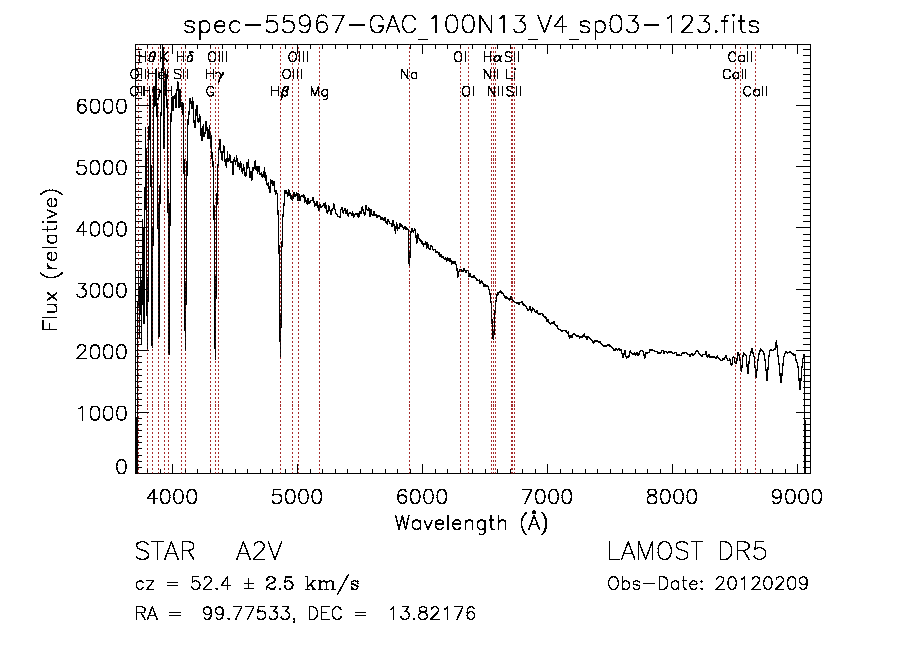 spec-55967-GAC_100N13_V4_sp03-123.fits
Hθ K Hδ OIII OIII OI Hα SII CaII
SII Hγ OIII Na NII Li CaII
G Hβ Mg OI NII SII CaII
6000
5000
4000
3000
2000
1000
0
Flux (relative)
4000 5000 6000 7000 8000 9000
Wavelength (Å)
STAR A2V LAMOST DR5
cz = 52.4 ± 2.5 km/s Obs-Date: 20120209
RA = 99.77533, DEC = 13.82176